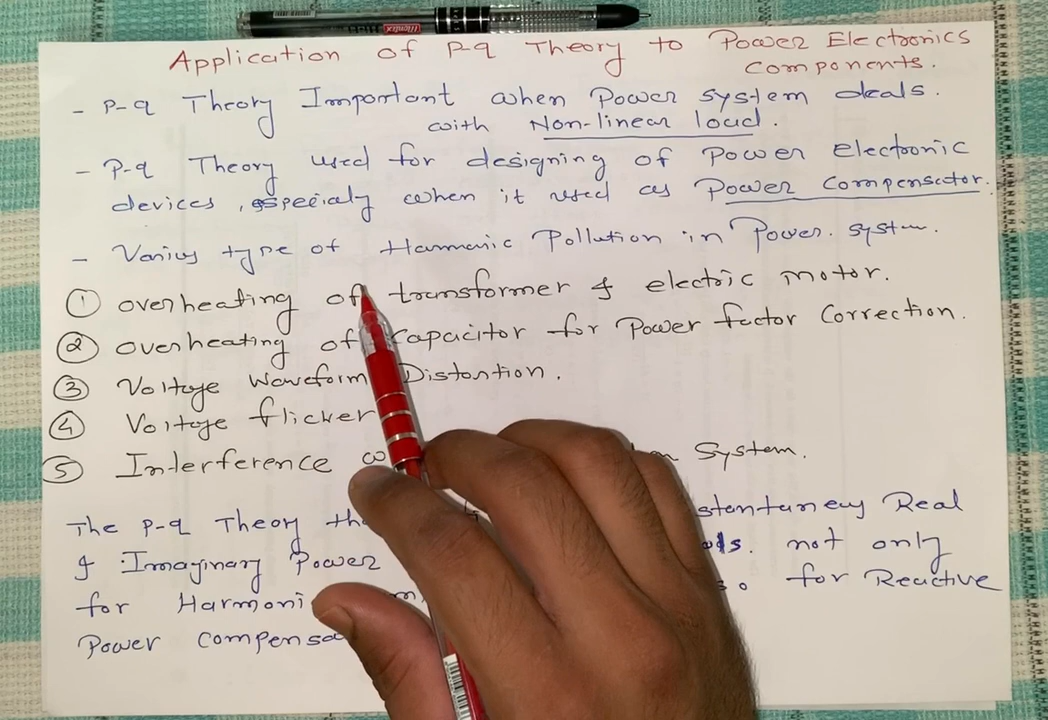 Montex
Application of P-q Theory to Power Electronics
Components.
- P-q Theory Important when Power system deals.
with Non-linear load.
- P-q Theory used for designing of Power electronic
devices, especialy when it used as Power Compensator.
- Varius type of Harmonic Pollution in Power. system.
① overheating of transformer & electric motor.
② overheating of Capacitor for Power factor Correction.
③ Voltage Waveform Distortion.
④ Voltage flicker
⑤ Interference System.
The P-q Theory Real
& Imaginary Power not only
for for Reactive
Power